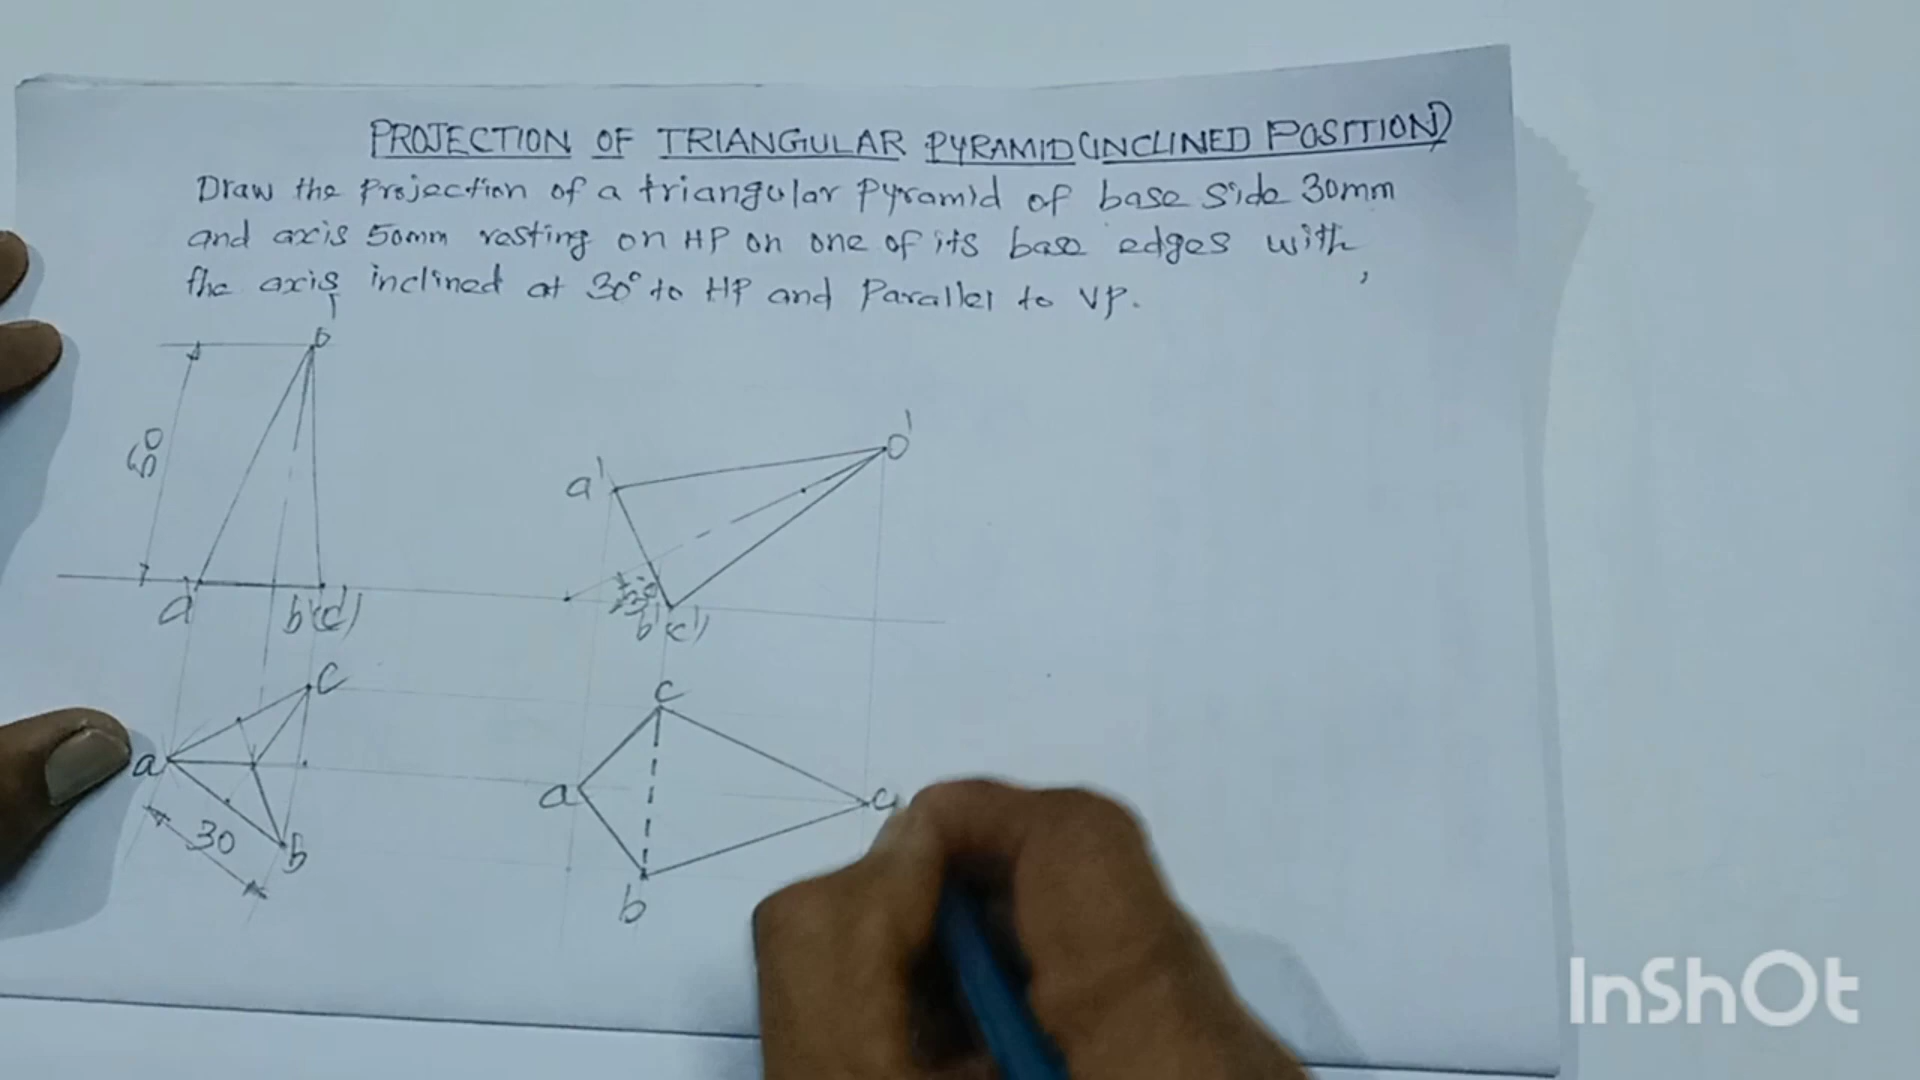 PROJECTION OF TRIANGULAR PYRAMID (INCLINED POSITION)
Draw the Projection of a triangular pyramid of base side 30mm
and axis 50mm resting on HP on one of its base edges with
the axis inclined at 30° to HP and Parallel to VP.
o'
50
a'
b'(c')
c
a
30
b
a'
o'
30°
b'(c')
c
a
b
InShOt